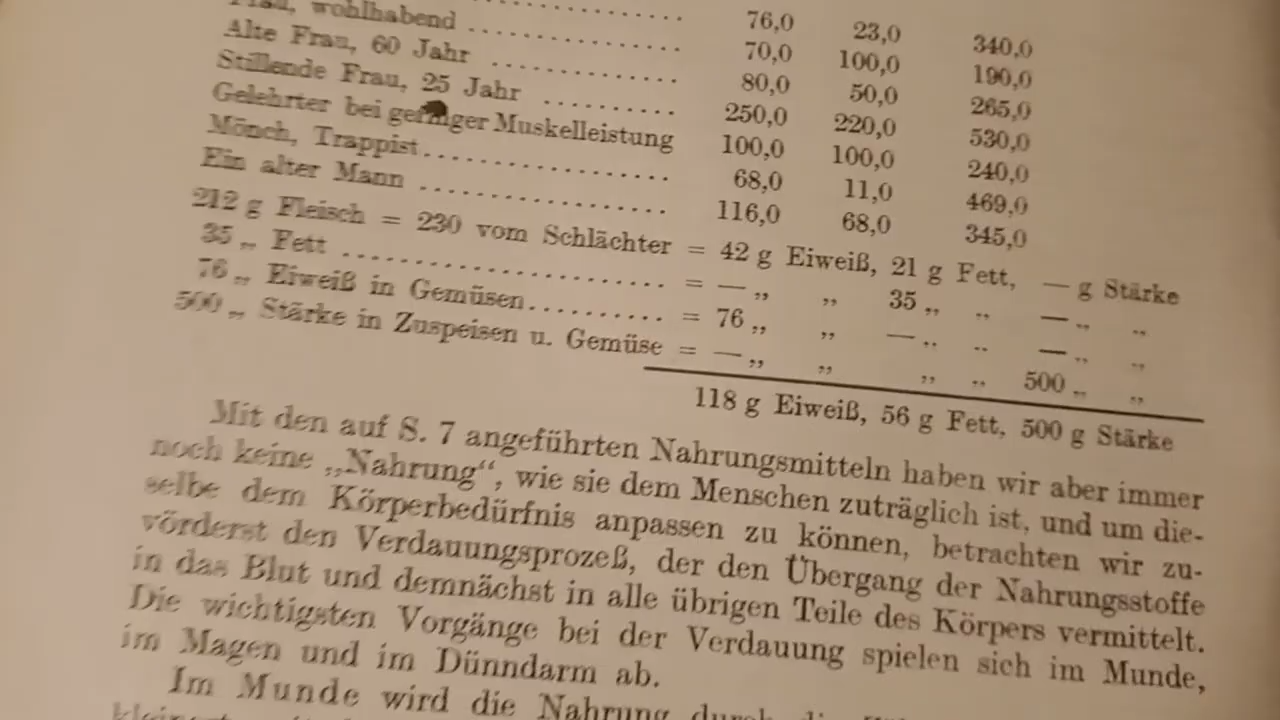 76,0 23,0 340,0
Frau, wohlhabend .............. 70,0 100,0 190,0
Alte Frau, 60 Jahr ............ 80,0 50,0 265,0
Stillende Frau, 25 Jahr .......... 250,0 220,0 530,0
Gelehrter bei geringer Muskelleistung 100,0 100,0 240,0
Mönch, Trappist................ 68,0 11,0 469,0
Ein alter Mann ................ 116,0 68,0 345,0
212 g Fleisch = 230 vom Schlächter = 42 g Eiweiß, 21 g Fett, — g Stärke
35 „ Fett ...................... = — „ „ 35 „ „ — „ „
76 „ Eiweiß in Gemüsen.......... = 76 „ „ — „ „ — „ „
500 „ Stärke in Zuspeisen u. Gemüse = — „ „ „ „ 500 „ „
118 g Eiweiß, 56 g Fett, 500 g Stärke
Mit den auf S. 7 angeführten Nahrungsmitteln haben wir aber immer
noch keine „Nahrung“, wie sie dem Menschen zuträglich ist, und um die-
selbe dem Körperbedürfnis anpassen zu können, betrachten wir zu-
vörderst den Verdauungsprozeß, der den Übergang der Nahrungsstoffe
in das Blut und demnächst in alle übrigen Teile des Körpers vermittelt.
Die wichtigsten Vorgänge bei der Verdauung spielen sich im Munde,
im Magen und im Dünndarm ab.
Im Munde wird die Nahrung durch die